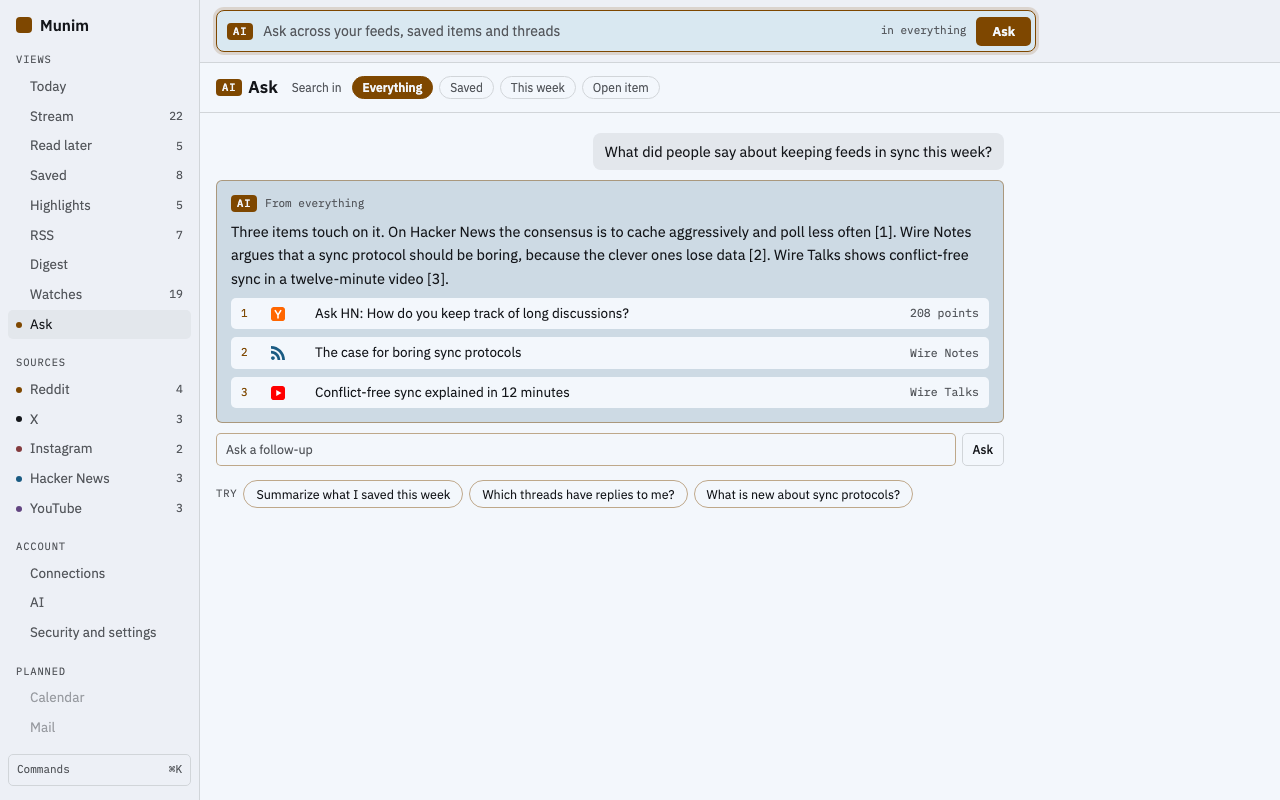 Munim
VIEWS
Today
Stream 22
Read later 5
Saved 8
Highlights 5
RSS 7
Digest
Watches 19
Ask
SOURCES
Reddit 4
X 3
Instagram 2
Hacker News 3
YouTube 3
ACCOUNT
Connections
AI
Security and settings
PLANNED
Calendar
Mail
Commands ⌘K
AI Ask across your feeds, saved items and threads in everything Ask
AI Ask Search in Everything Saved This week Open item
What did people say about keeping feeds in sync this week?
AI From everything
Three items touch on it. On Hacker News the consensus is to cache aggressively and poll less often [1]. Wire Notes
argues that a sync protocol should be boring, because the clever ones lose data [2]. Wire Talks shows conflict-free
sync in a twelve-minute video [3].
1 Ask HN: How do you keep track of long discussions? 208 points
2 The case for boring sync protocols Wire Notes
3 Conflict-free sync explained in 12 minutes Wire Talks
Ask a follow-up Ask
TRY Summarize what I saved this week Which threads have replies to me? What is new about sync protocols?